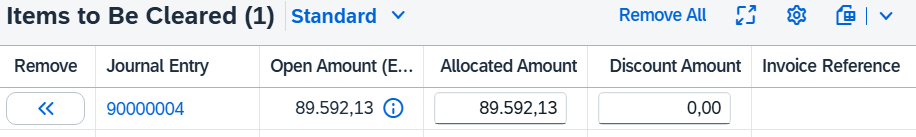 Items to Be Cleared (1) Standard Remove All
Remove Journal Entry Open Amount (E... Allocated Amount Discount Amount Invoice Reference
90000004 89.592,13 89.592,13 0,00